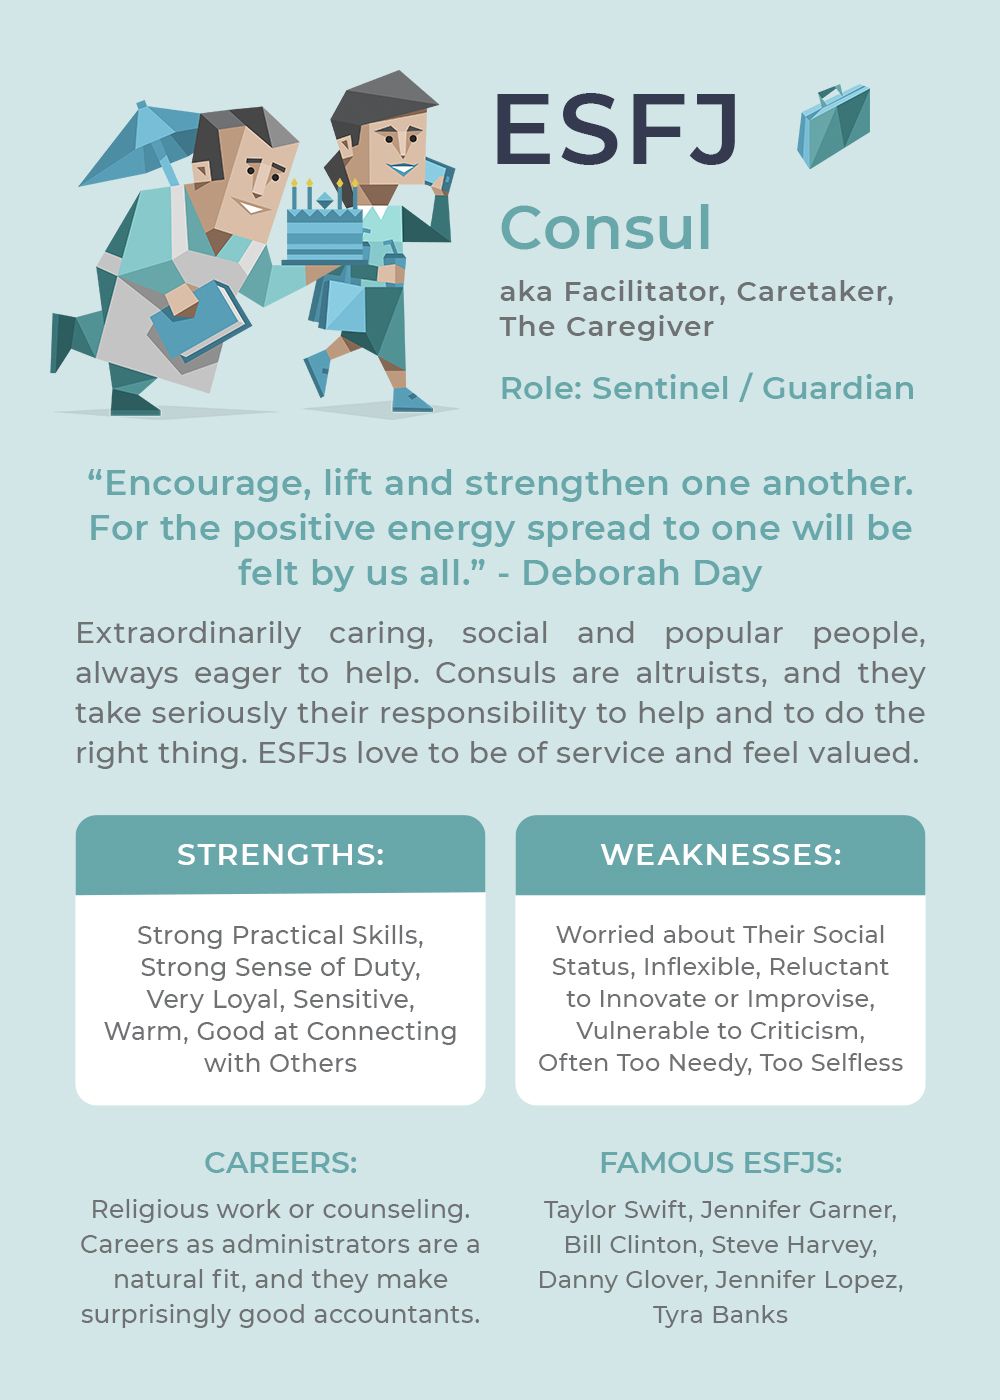 ESFJ
Consul
aka Facilitator, Caretaker,
The Caregiver
Role: Sentinel / Guardian
“Encourage, lift and strengthen one another.
For the positive energy spread to one will be
felt by us all.” - Deborah Day
Extraordinarily caring, social and popular people,
always eager to help. Consuls are altruists, and they
take seriously their responsibility to help and to do the
right thing. ESFJs love to be of service and feel valued.
STRENGTHS:
Strong Practical Skills,
Strong Sense of Duty,
Very Loyal, Sensitive,
Warm, Good at Connecting
with Others
WEAKNESSES:
Worried about Their Social
Status, Inflexible, Reluctant
to Innovate or Improvise,
Vulnerable to Criticism,
Often Too Needy, Too Selfless
CAREERS:
Religious work or counseling.
Careers as administrators are a
natural fit, and they make
surprisingly good accountants.
FAMOUS ESFJS:
Taylor Swift, Jennifer Garner,
Bill Clinton, Steve Harvey,
Danny Glover, Jennifer Lopez,
Tyra Banks